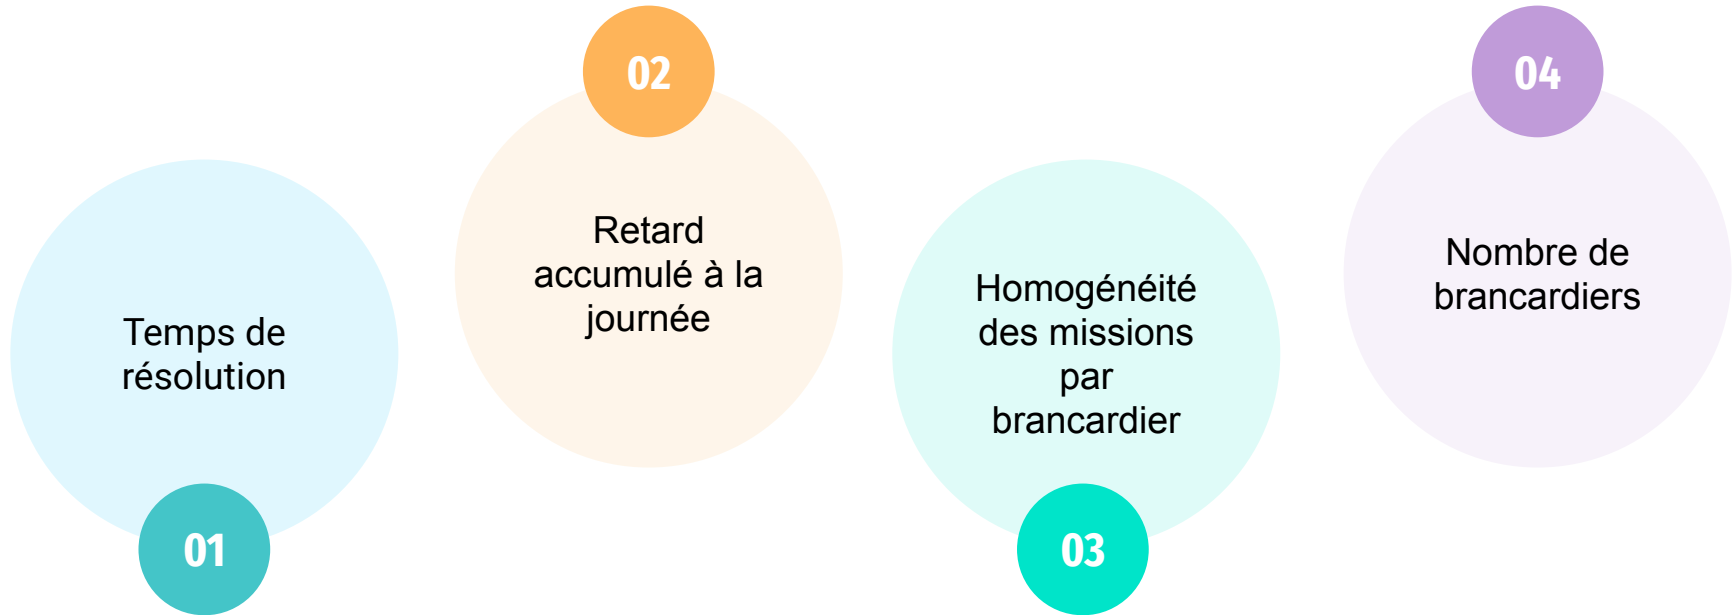 Temps de
résolution
01
02
Retard
accumulé à la
journée
Homogénéité
des missions
par
brancardier
03
04
Nombre de
brancardiers